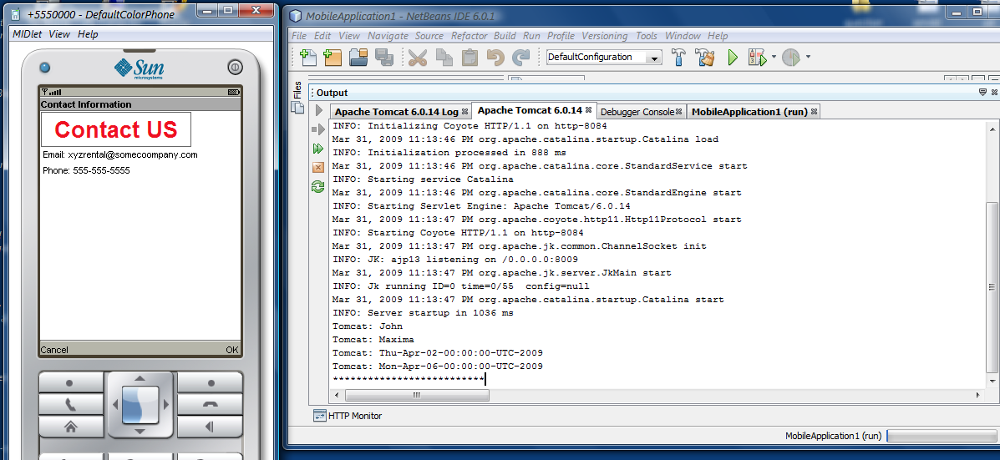 +5550000 - DefaultColorPhone
MIDlet View Help
Sun
microsystems
Contact Information
Contact US
Email: xyzrental@somecoompany.com
Phone: 555-555-5555
Cancel OK
MobileApplication1 - NetBeans IDE 6.0.1
File Edit View Navigate Source Refactor Build Run Profile Versioning Tools Window Help
DefaultConfiguration
Files
Output
Apache Tomcat 6.0.14 Log Apache Tomcat 6.0.14 Debugger Console MobileApplication1 (run)
INFO: Initializing Coyote HTTP/1.1 on http-8084
Mar 31, 2009 11:13:46 PM org.apache.catalina.startup.Catalina load
INFO: Initialization processed in 888 ms
Mar 31, 2009 11:13:46 PM org.apache.catalina.core.StandardService start
INFO: Starting service Catalina
Mar 31, 2009 11:13:46 PM org.apache.catalina.core.StandardEngine start
INFO: Starting Servlet Engine: Apache Tomcat/6.0.14
Mar 31, 2009 11:13:47 PM org.apache.coyote.http11.Http11Protocol start
INFO: Starting Coyote HTTP/1.1 on http-8084
Mar 31, 2009 11:13:47 PM org.apache.jk.common.ChannelSocket init
INFO: JK: ajp13 listening on /0.0.0.0:8009
Mar 31, 2009 11:13:47 PM org.apache.jk.server.JkMain start
INFO: Jk running ID=0 time=0/55  config=null
Mar 31, 2009 11:13:47 PM org.apache.catalina.startup.Catalina start
INFO: Server startup in 1036 ms
Tomcat: John
Tomcat: Maxima
Tomcat: Thu-Apr-02-00:00:00-UTC-2009
Tomcat: Mon-Apr-06-00:00:00-UTC-2009
**************************
HTTP Monitor
MobileApplication1 (run)